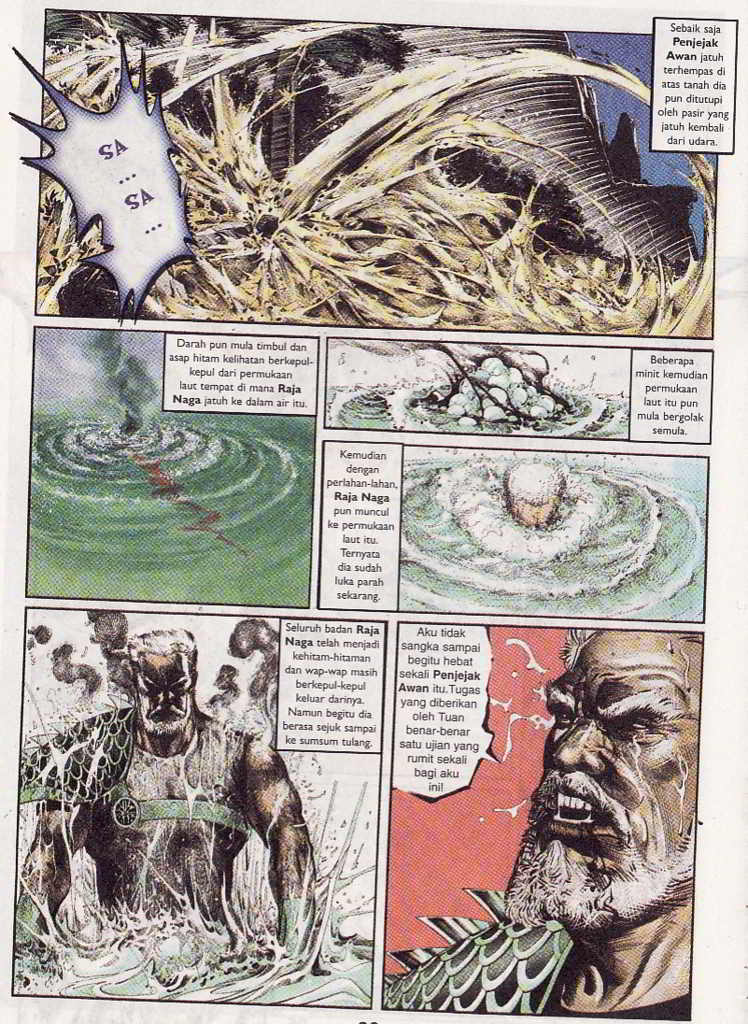 Sebaik saja
Penjejak
Awan jatuh
terhempas di
atas tanah dia
pun ditutupi
oleh pasir yang
jatuh kembali
dari udara.
SA
...
SA
...
Darah pun mula timbul dan
asap hitam kelihatan berkepul-
kepul dari permukaan
laut tempat di mana Raja
Naga jatuh ke dalam air itu.
Beberapa
minit kemudian
permukaan
laut itu pun
mula bergolak
semula.
Kemudian
dengan
perlahan-lahan,
Raja Naga
pun muncul
ke permukaan
laut itu.
Ternyata
dia sudah
luka parah
sekarang.
Seluruh badan Raja
Naga telah menjadi
kehitam-hitaman
dan wap-wap masih
berkepul-kepul
keluar darinya.
Namun begitu dia
berasa sejuk sampai
ke sumsum tulang.
Aku tidak
sangka sampai
begitu hebat
sekali Penjejak
Awan itu.Tugas
yang diberikan
oleh Tuan
benar-benar
satu ujian yang
rumit sekali
bagi aku
ini!